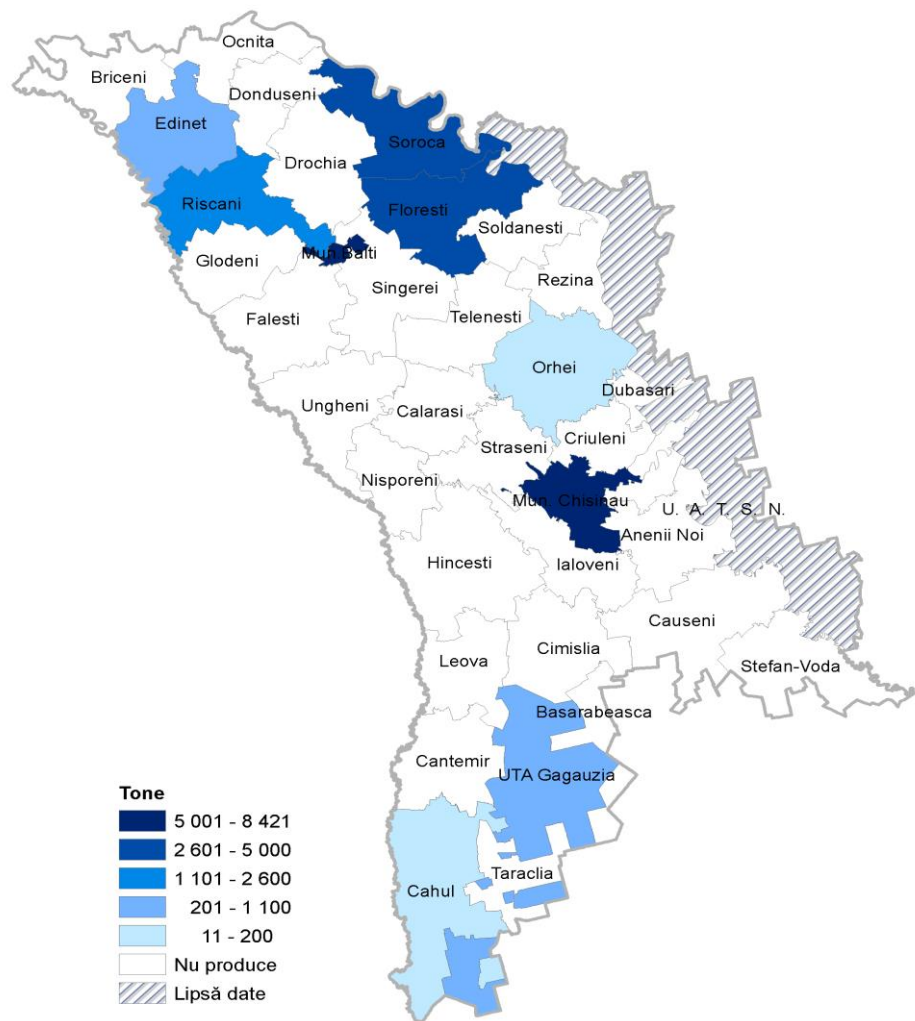 Ocnita
Briceni
Donduseni
Edinet
Soroca
Drochia
Riscani
Floresti
Soldanesti
Mun.Balti
Glodeni
Rezina
Singerei
Telenesti
Falesti
Orhei
Dubasari
Ungheni
Calarasi
Straseni
Criuleni
Nisporeni
Mun. Chisinau
U. A. T. S. N.
Anenii Noi
Hincesti
Ialoveni
Causeni
Cimislia
Leova
Stefan-Voda
Basarabeasca
Cantemir
UTA Gagauzia
Taraclia
Cahul
Tone
5 001 - 8 421
2 601 - 5 000
1 101 - 2 600
201 - 1 100
11 - 200
Nu produce
Lipsă date